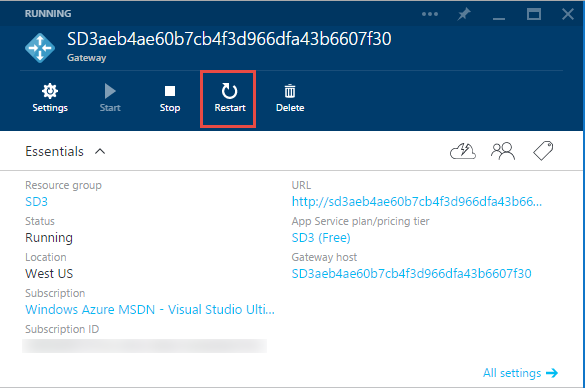 RUNNING
SD3aeb4ae60b7cb4f3d966dfa43b6607f30
Gateway
Settings
Start
Stop
Restart
Delete
Essentials
Resource group
SD3
Status
Running
Location
West US
Subscription
Windows Azure MSDN - Visual Studio Ulti...
Subscription ID
URL
http://sd3aeb4ae60b7cb4f3d966dfa43b66...
App Service plan/pricing tier
SD3 (Free)
Gateway host
SD3aeb4ae60b7cb4f3d966dfa43b6607f30
All settings